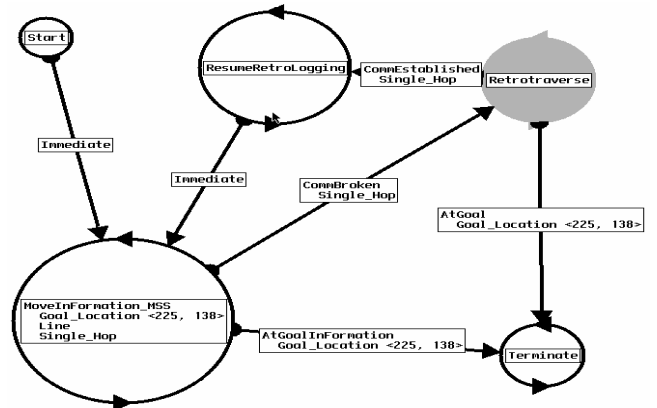 Start
ResumeRetroLogging
CommEstablished
Single_Hop
Retrotraverse
Immediate
Immediate
CommBroken
Single_Hop
AtGoal
Goal_Location <225, 138>
MoveInFormation_MSS
Goal_Location <225, 138>
Line
Single_Hop
AtGoalInFormation
Goal_Location <225, 138>
Terminate